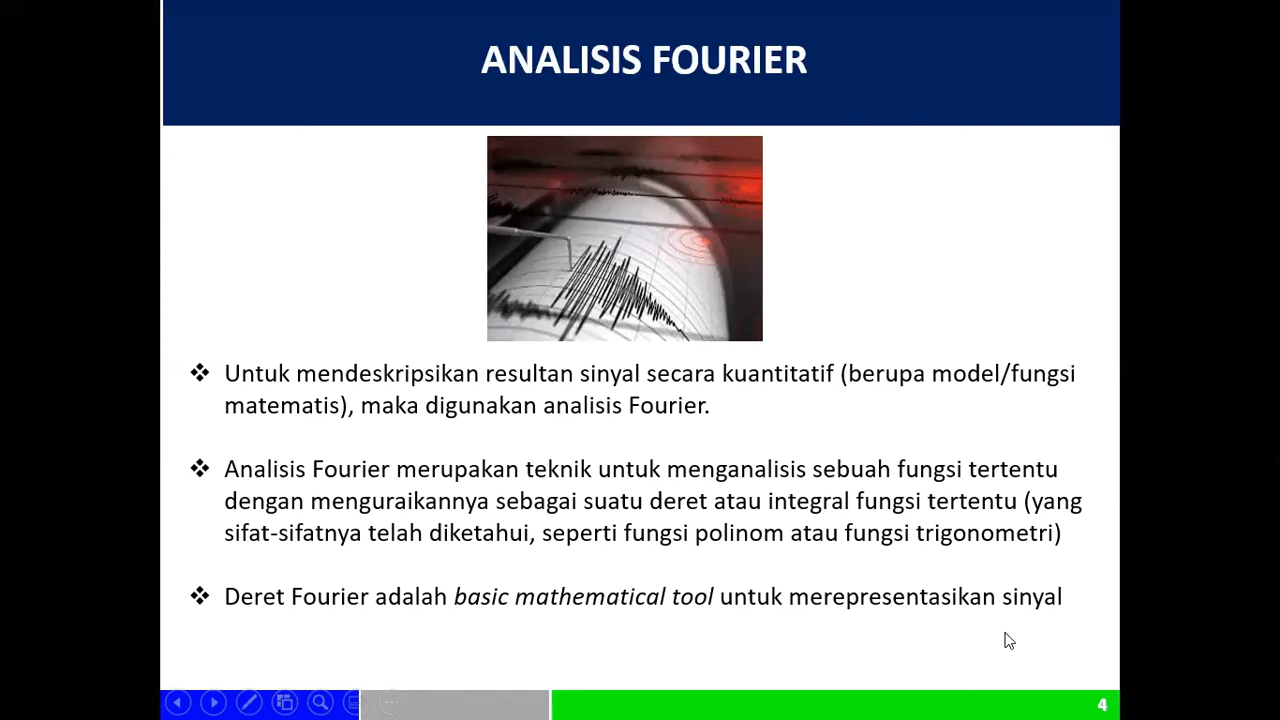 ANALISIS FOURIER
❖ Untuk mendeskripsikan resultan sinyal secara kuantitatif (berupa model/fungsi
matematis), maka digunakan analisis Fourier.
❖ Analisis Fourier merupakan teknik untuk menganalisis sebuah fungsi tertentu
dengan menguraikannya sebagai suatu deret atau integral fungsi tertentu (yang
sifat-sifatnya telah diketahui, seperti fungsi polinom atau fungsi trigonometri)
❖ Deret Fourier adalah basic mathematical tool untuk merepresentasikan sinyal
4